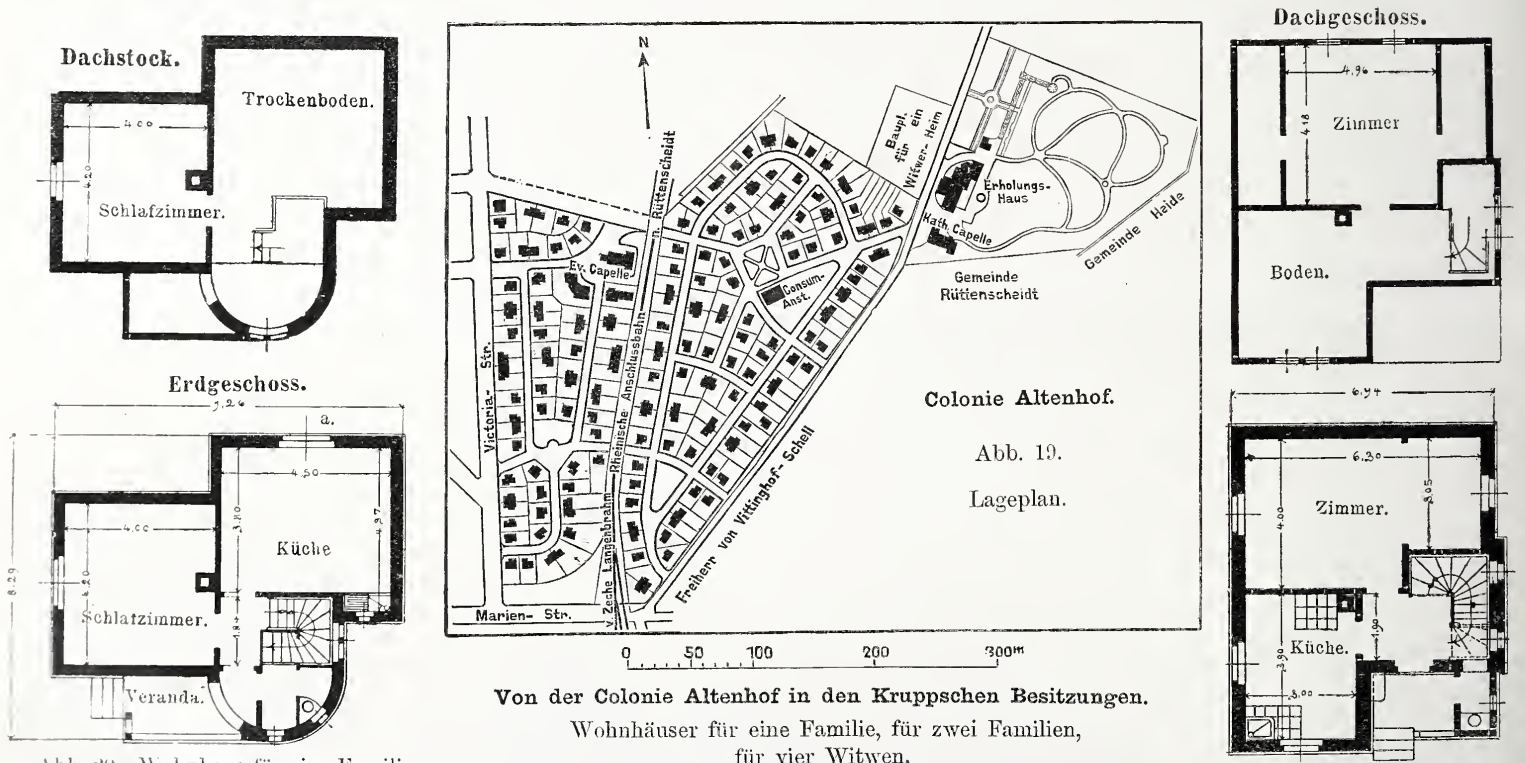 Dachstock.
Trockenboden.
4.00
4.20
Schlafzimmer.
Erdgeschoss.
9.26
a.
4.50
4.00
3.80
4.37
Küche
8.29
4.20
Schlafzimmer.
1.84
Veranda.
N
n. Rüttenscheidt
Baupl.
für ein
Witwer-Heim
Erholungs-
Haus
Kath. Capelle
Gemeinde Heide
Gemeinde
Rüttenscheidt
Ev. Capelle
Consum-
Anst.
Victoria- Str.
Rheinische Anschlussbahn
v. Zeche Langenbrahm
Freiherr von Vittinghof-Schell
Marien- Str.
Colonie Altenhof.
Abb. 19.
Lageplan.
0 50 100 200 300m
Von der Colonie Altenhof in den Kruppschen Besitzungen.
Wohnhäuser für eine Familie, für zwei Familien,
für vier Witwen.
Dachgeschoss.
4.96
4.18
Zimmer
Boden.
6.94
6.30
Zimmer.
4.00
3.05
Küche.
1.90
3.90
3.00